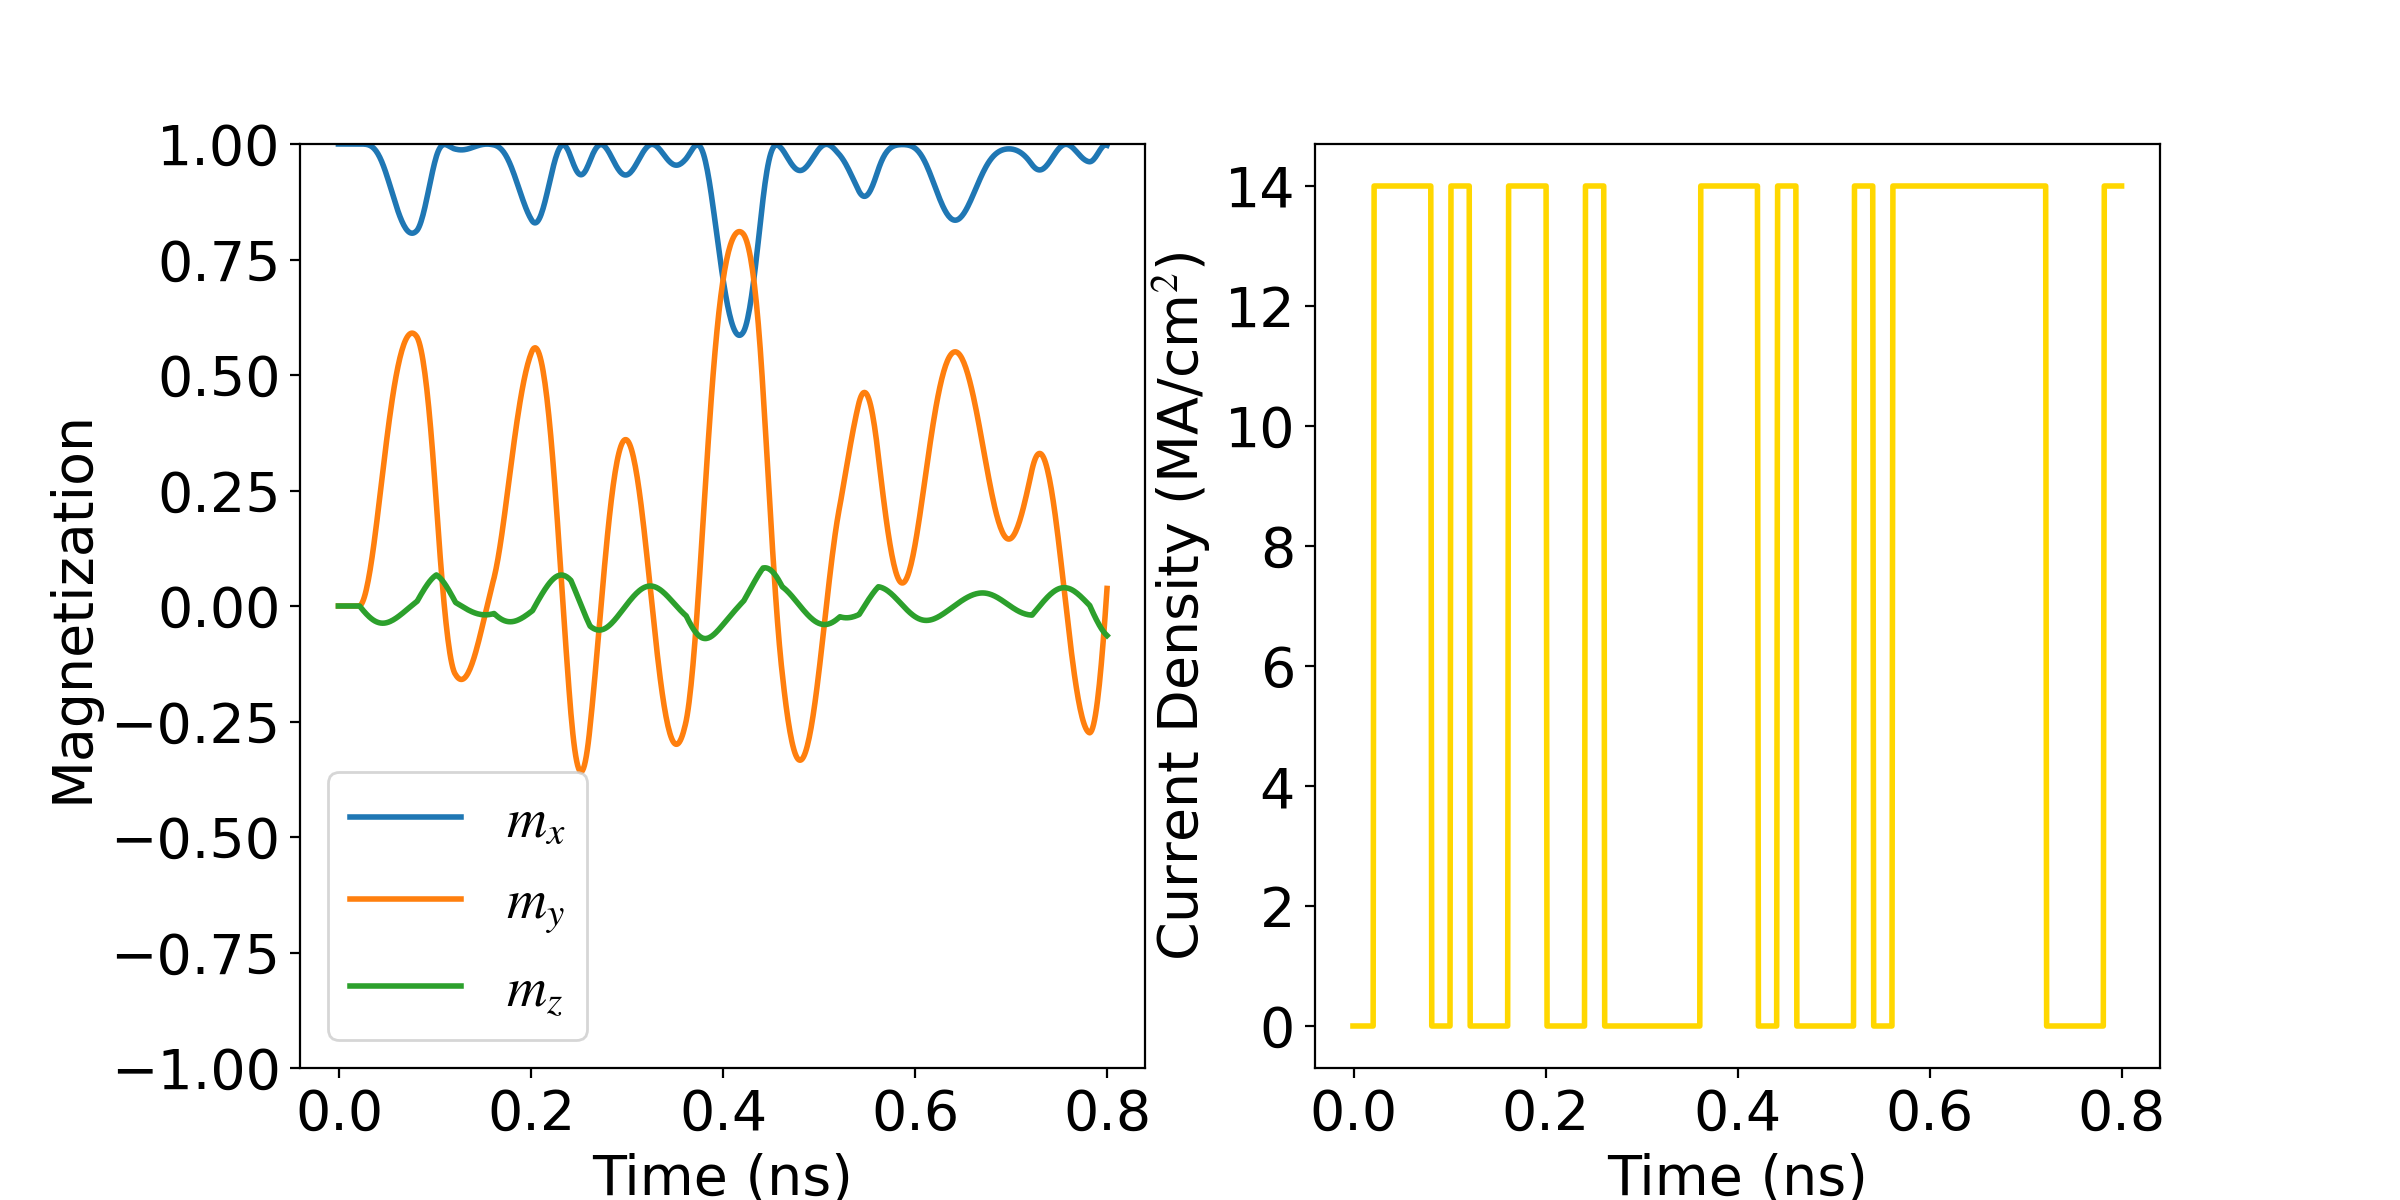 Magnetization
1.00
0.75
0.50
0.25
0.00
−0.25
−0.50
−0.75
−1.00
m_x
m_y
m_z
0.0 0.2 0.4 0.6 0.8
Time (ns)
Current Density (MA/cm²)
14
12
10
8
6
4
2
0
0.0 0.2 0.4 0.6 0.8
Time (ns)